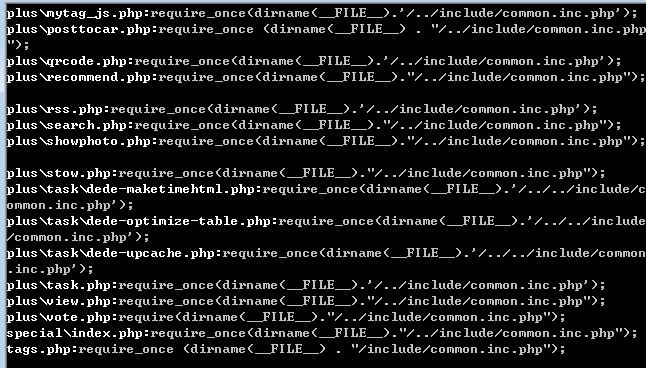 plus\mytag_js.php:require_once(dirname(__FILE__).'/../include/common.inc.php');
plus\posttocar.php:require_once (dirname(__FILE__) . "/../include/common.inc.php
");
plus\qrcode.php:require_once(dirname(__FILE__).'/../include/common.inc.php');
plus\recommend.php:require_once(dirname(__FILE__)."/../include/common.inc.php");
plus\rss.php:require_once(dirname(__FILE__).'/../include/common.inc.php');
plus\search.php:require_once(dirname(__FILE__)."/../include/common.inc.php");
plus\showphoto.php:require_once(dirname(__FILE__)."/../include/common.inc.php");
plus\stow.php:require_once(dirname(__FILE__)."/../include/common.inc.php");
plus\task\dede-maketimehtml.php:require_once(dirname(__FILE__).'/../../include/c
ommon.inc.php');
plus\task\dede-optimize-table.php:require_once(dirname(__FILE__).'/../../include
/common.inc.php');
plus\task\dede-upcache.php:require_once(dirname(__FILE__).'/../../include/common
.inc.php');
plus\task.php:require_once(dirname(__FILE__).'/../include/common.inc.php');
plus\view.php:require_once(dirname(__FILE__)."/../include/common.inc.php");
plus\vote.php:require(dirname(__FILE__)."/../include/common.inc.php");
special\index.php:require_once(dirname(__FILE__)."/../include/common.inc.php");
tags.php:require_once (dirname(__FILE__) . "/include/common.inc.php");